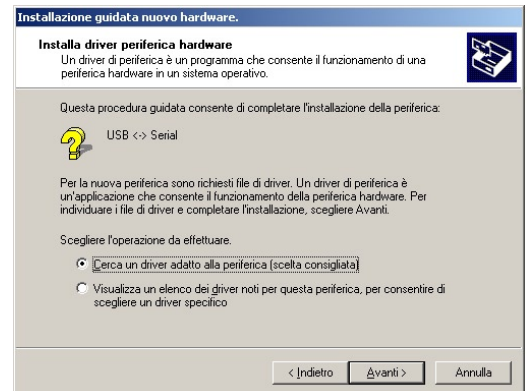 Installazione guidata nuovo hardware.
Installa driver periferica hardware
Un driver di periferica è un programma che consente il funzionamento di una
periferica hardware in un sistema operativo.
Questa procedura guidata consente di completare l'installazione della periferica:
USB <-> Serial
Per la nuova periferica sono richiesti file di driver. Un driver di periferica è
un'applicazione che consente il funzionamento della periferica hardware. Per
individuare i file di driver e completare l'installazione, scegliere Avanti.
Scegliere l'operazione da effettuare.
Cerca un driver adatto alla periferica (scelta consigliata)
Visualizza un elenco dei driver noti per questa periferica, per consentire di
scegliere un driver specifico
< Indietro Avanti > Annulla